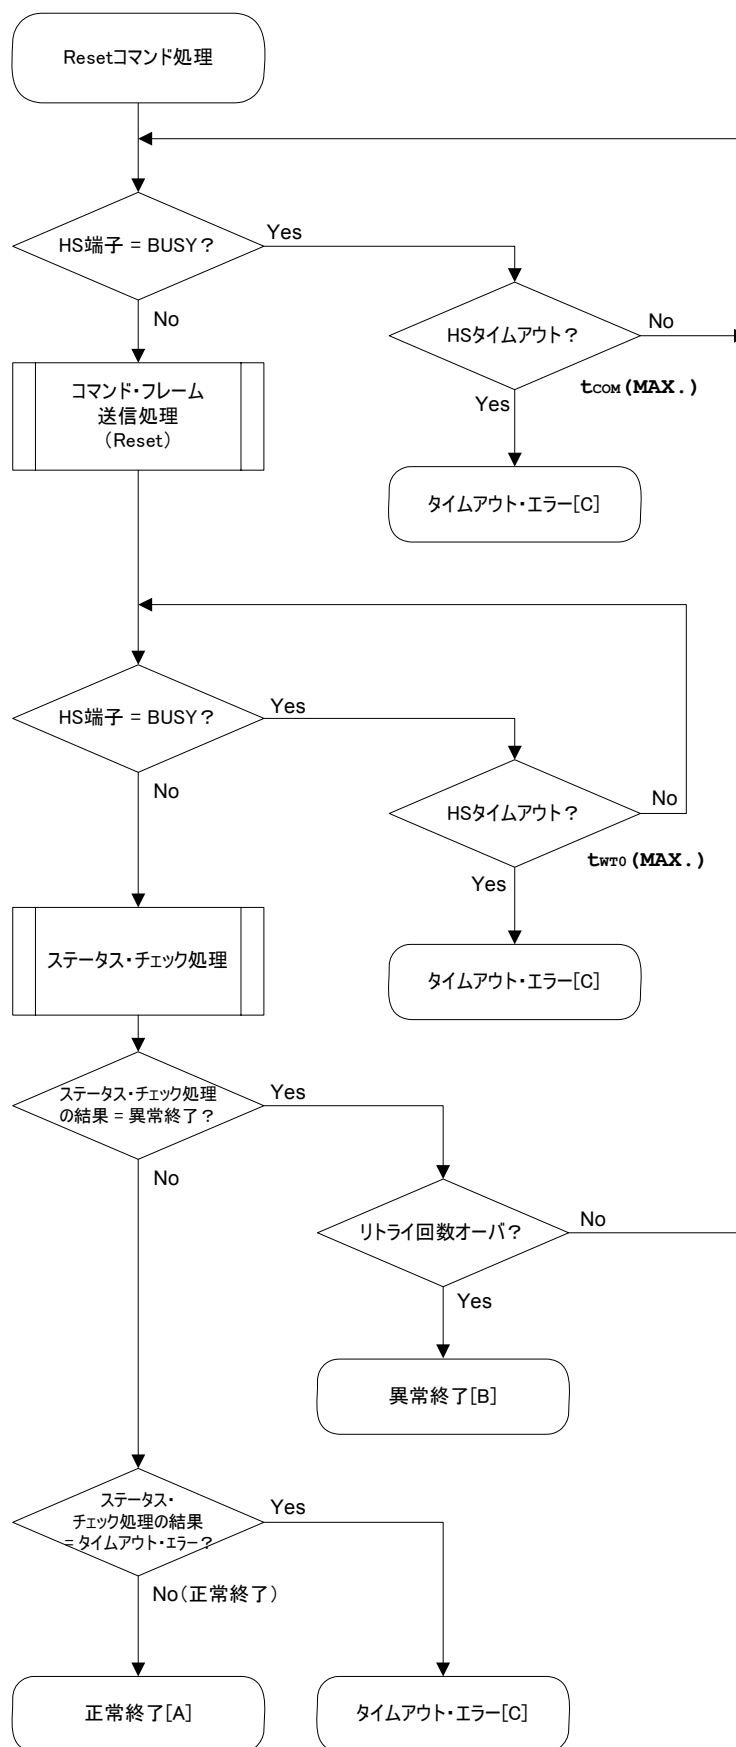 Resetコマンド処理
HS端子 = BUSY？
Yes
No
HSタイムアウト？
No
tCOM(MAX.)
Yes
コマンド・フレーム
送信処理
（Reset）
タイムアウト・エラー[C]
HS端子 = BUSY？
Yes
No
HSタイムアウト？
No
tWT0(MAX.)
Yes
ステータス・チェック処理
タイムアウト・エラー[C]
ステータス・チェック処理
の結果 = 異常終了？
Yes
No
リトライ回数オーバ？
No
Yes
異常終了[B]
ステータス・
チェック処理の結果
= タイムアウト・エラー？
Yes
No（正常終了）
正常終了[A]
タイムアウト・エラー[C]